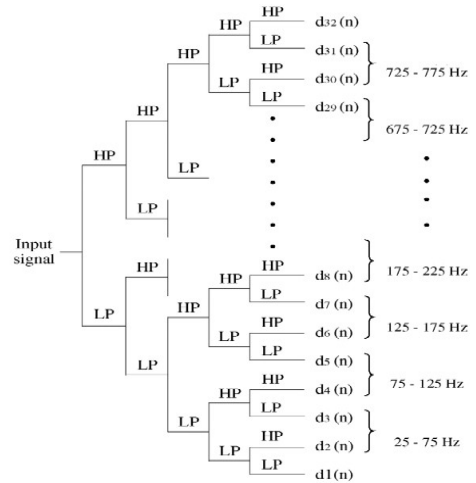 HP d32 (n)
HP
LP d31 (n)
725 - 775 Hz
HP
HP d30 (n)
LP
LP d29 (n)
675 - 725 Hz
HP
HP
LP
LP
Input
signal
HP
HP d8 (n)
175 - 225 Hz
HP
LP d7 (n)
LP
HP
125 - 175 Hz
HP d6 (n)
LP
LP d5 (n)
LP
75 - 125 Hz
HP
HP d4 (n)
LP
LP d3 (n)
25 - 75 Hz
HP d2 (n)
LP
LP d1(n)